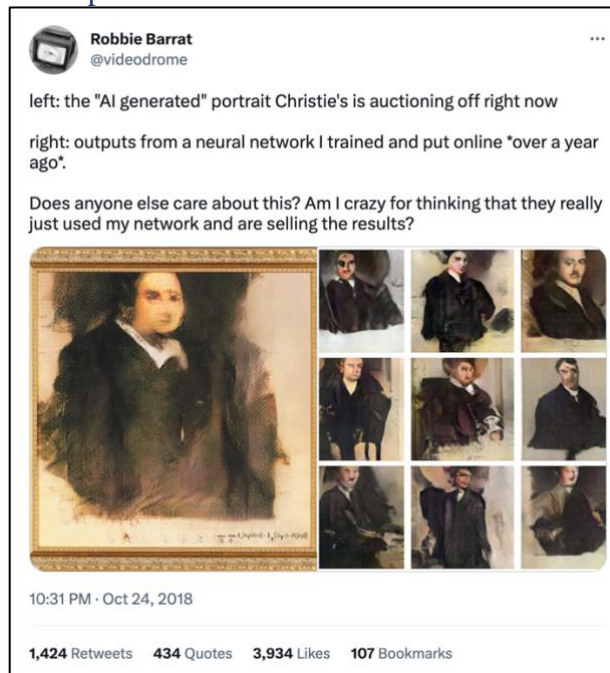 Robbie Barrat
@videodrome
left: the "AI generated" portrait Christie's is auctioning off right now
right: outputs from a neural network I trained and put online *over a year
ago*.
Does anyone else care about this? Am I crazy for thinking that they really
just used my network and are selling the results?
10:31 PM · Oct 24, 2018
1,424 Retweets 434 Quotes 3,934 Likes 107 Bookmarks